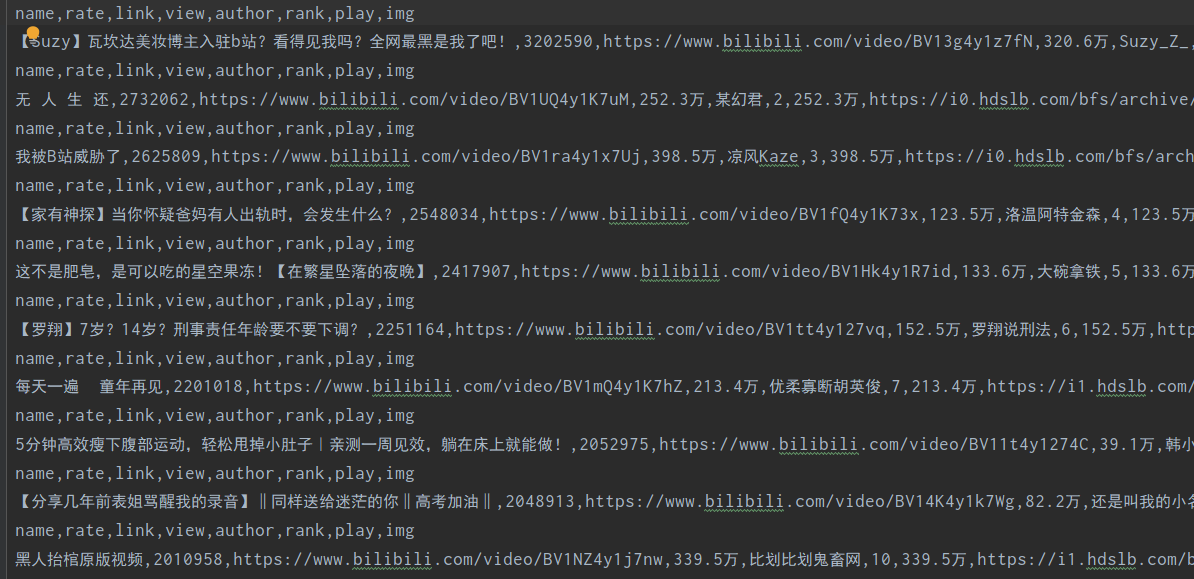 name,rate,link,view,author,rank,play,img
【Suzy】瓦坎达美妆博主入驻b站？看得见我吗？全网最黑是我了吧！,3202590,https://www.bilibili.com/video/BV13g4y1z7fN,320.6万,Suzy_Z_,
name,rate,link,view,author,rank,play,img
无 人 生 还,2732062,https://www.bilibili.com/video/BV1UQ4y1K7uM,252.3万,某幻君,2,252.3万,https://i0.hdslb.com/bfs/archive/
name,rate,link,view,author,rank,play,img
我被B站威胁了,2625809,https://www.bilibili.com/video/BV1ra4y1x7Uj,398.5万,凉风Kaze,3,398.5万,https://i0.hdslb.com/bfs/arch
name,rate,link,view,author,rank,play,img
【家有神探】当你怀疑爸妈有人出轨时，会发生什么？,2548034,https://www.bilibili.com/video/BV1fQ4y1K73x,123.5万,洛温阿特金森,4,123.5万
name,rate,link,view,author,rank,play,img
这不是肥皂，是可以吃的星空果冻！【在繁星坠落的夜晚】,2417907,https://www.bilibili.com/video/BV1Hk4y1R7id,133.6万,大碗拿铁,5,133.6万
name,rate,link,view,author,rank,play,img
【罗翔】7岁？14岁？刑事责任年龄要不要下调？,2251164,https://www.bilibili.com/video/BV1tt4y127vq,152.5万,罗翔说刑法,6,152.5万,http
name,rate,link,view,author,rank,play,img
每天一遍  童年再见,2201018,https://www.bilibili.com/video/BV1mQ4y1K7hZ,213.4万,优柔寡断胡英俊,7,213.4万,https://i1.hdslb.com/
name,rate,link,view,author,rank,play,img
5分钟高效瘦下腹部运动，轻松甩掉小肚子｜亲测一周见效，躺在床上就能做！,2052975,https://www.bilibili.com/video/BV11t4y1274C,39.1万,韩小
name,rate,link,view,author,rank,play,img
【分享几年前表姐骂醒我的录音】‖同样送给迷茫的你‖高考加油‖,2048913,https://www.bilibili.com/video/BV14K4y1k7Wg,82.2万,还是叫我的小名
name,rate,link,view,author,rank,play,img
黑人抬棺原版视频,2010958,https://www.bilibili.com/video/BV1NZ4y1j7nw,339.5万,比划比划鬼畜网,10,339.5万,https://i1.hdslb.com/b